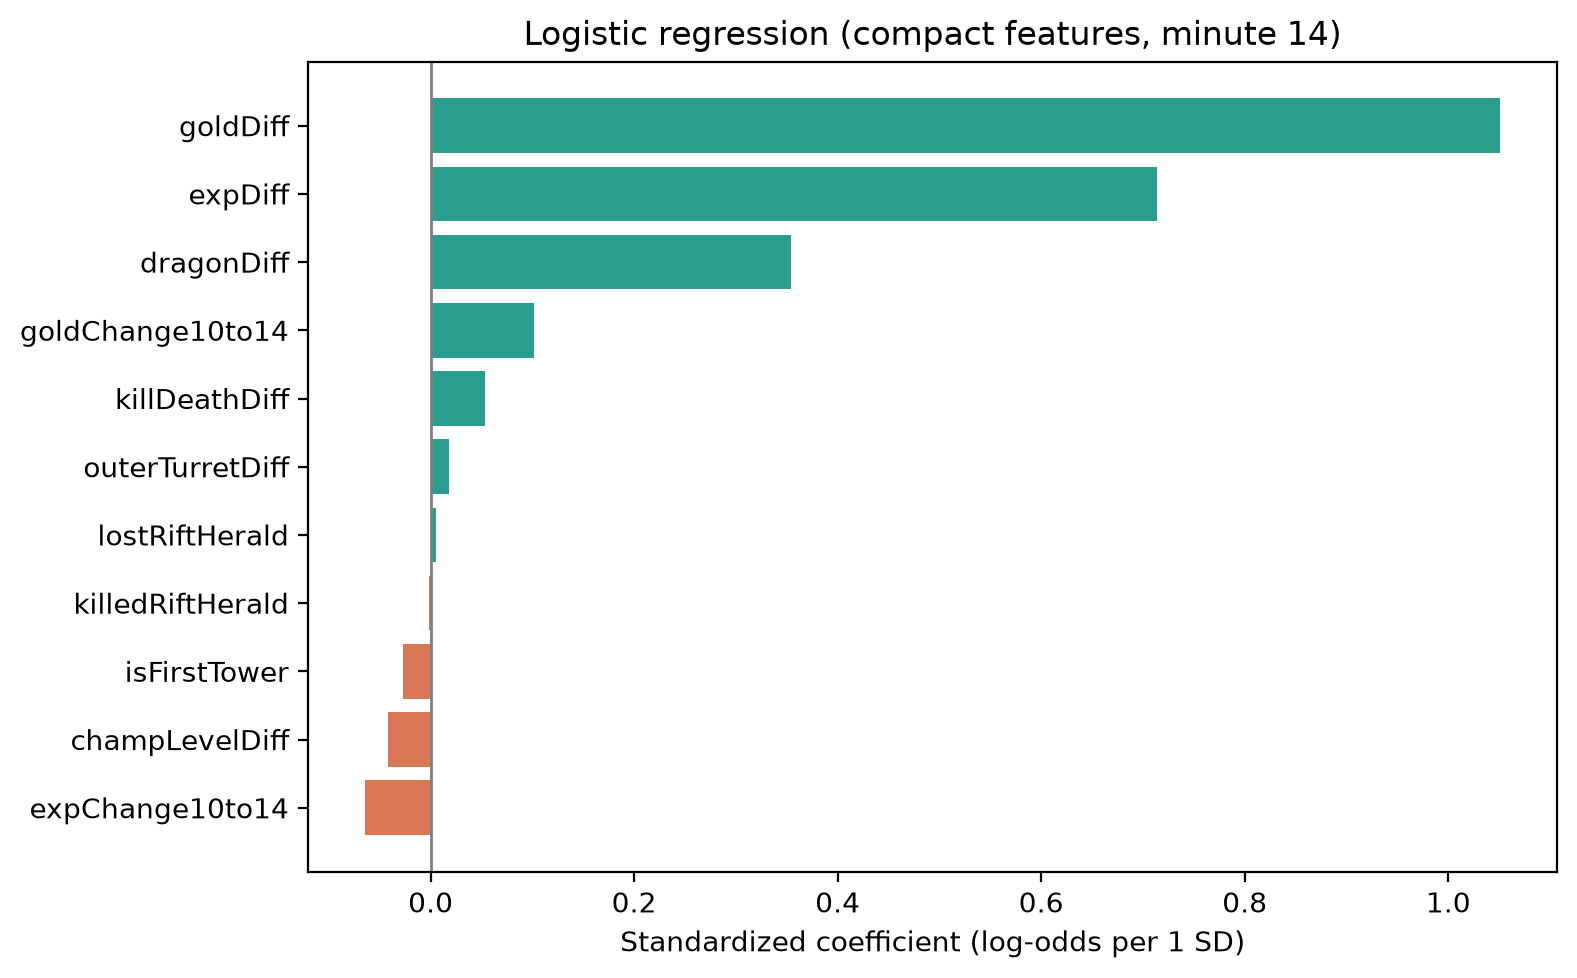 Logistic regression (compact features, minute 14)
goldDiff
expDiff
dragonDiff
goldChange10to14
killDeathDiff
outerTurretDiff
lostRiftHerald
killedRiftHerald
isFirstTower
champLevelDiff
expChange10to14
0.0 0.2 0.4 0.6 0.8 1.0
Standardized coefficient (log-odds per 1 SD)